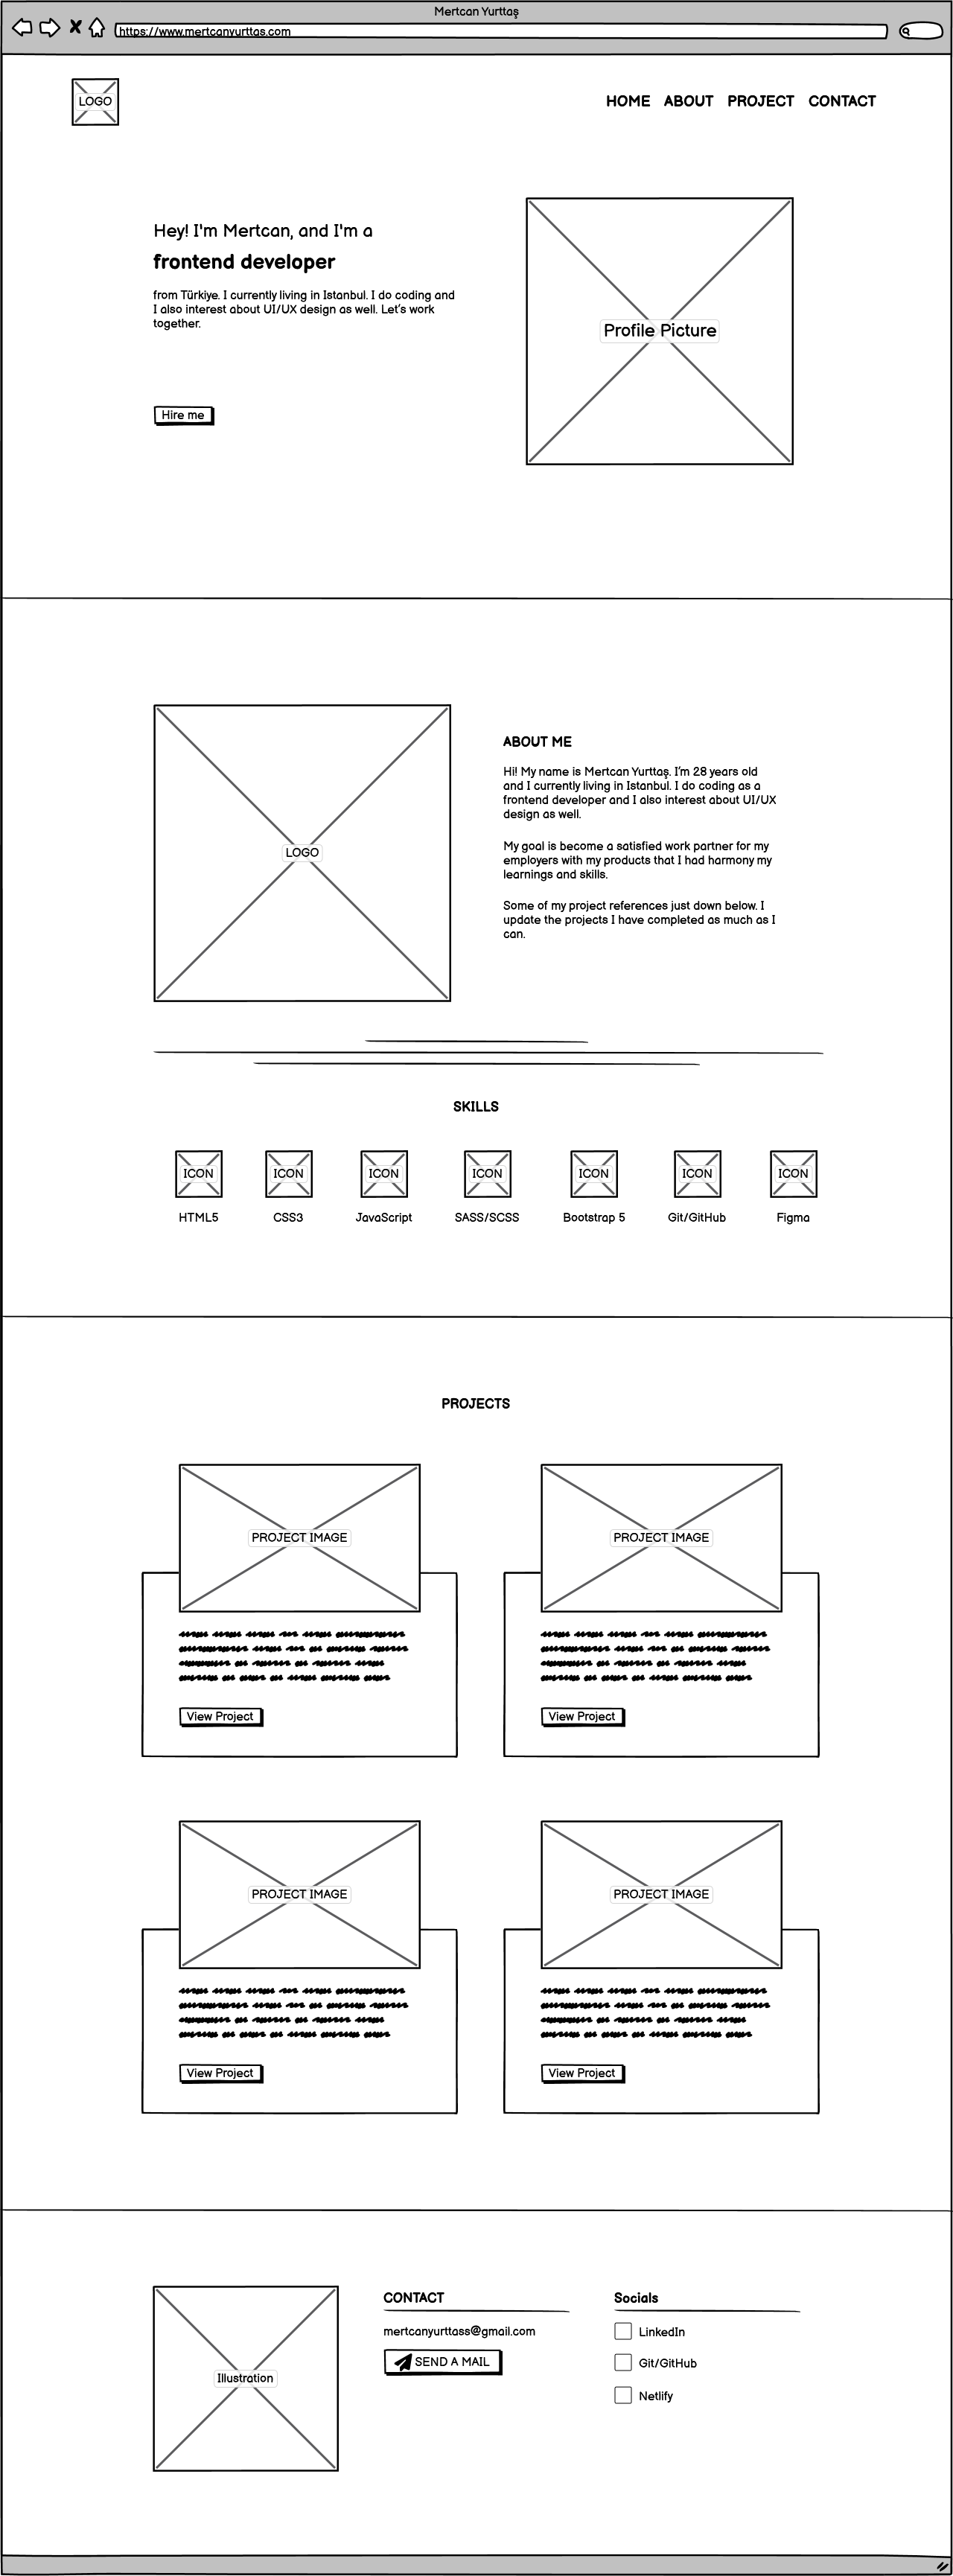 Mertcan Yurttaş
https://www.mertcanyurttas.com
LOGO
HOME ABOUT PROJECT CONTACT
Hey! I'm Mertcan, and I'm a
frontend developer
from Türkiye. I currently living in Istanbul. I do coding and
I also interest about UI/UX design as well. Let's work
together.
Hire me
Profile Picture
LOGO
ABOUT ME
Hi! My name is Mertcan Yurttaş. I'm 28 years old
and I currently living in Istanbul. I do coding as a
frontend developer and I also interest about UI/UX
design as well.
My goal is become a satisfied work partner for my
employers with my products that I had harmony my
learnings and skills.
Some of my project references just down below. I
update the projects I have completed as much as I
can.
SKILLS
ICON ICON ICON ICON ICON ICON ICON
HTML5 CSS3 JavaScript SASS/SCSS Bootstrap 5 Git/GitHub Figma
PROJECTS
PROJECT IMAGE
View Project
PROJECT IMAGE
View Project
PROJECT IMAGE
View Project
PROJECT IMAGE
View Project
Illustration
CONTACT
mertcanyurttass@gmail.com
SEND A MAIL
Socials
LinkedIn
Git/GitHub
Netlify